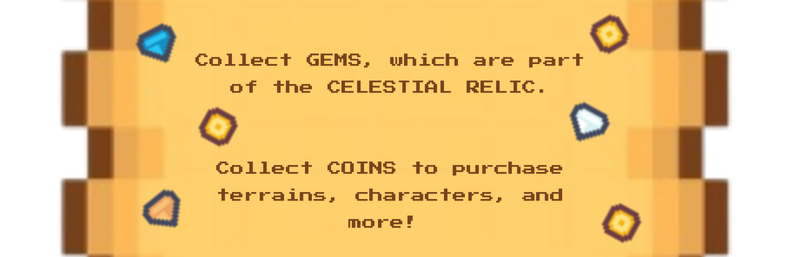 Collect GEMS, which are part
of the CELESTIAL RELIC.
Collect COINS to purchase
terrains, characters, and
more!